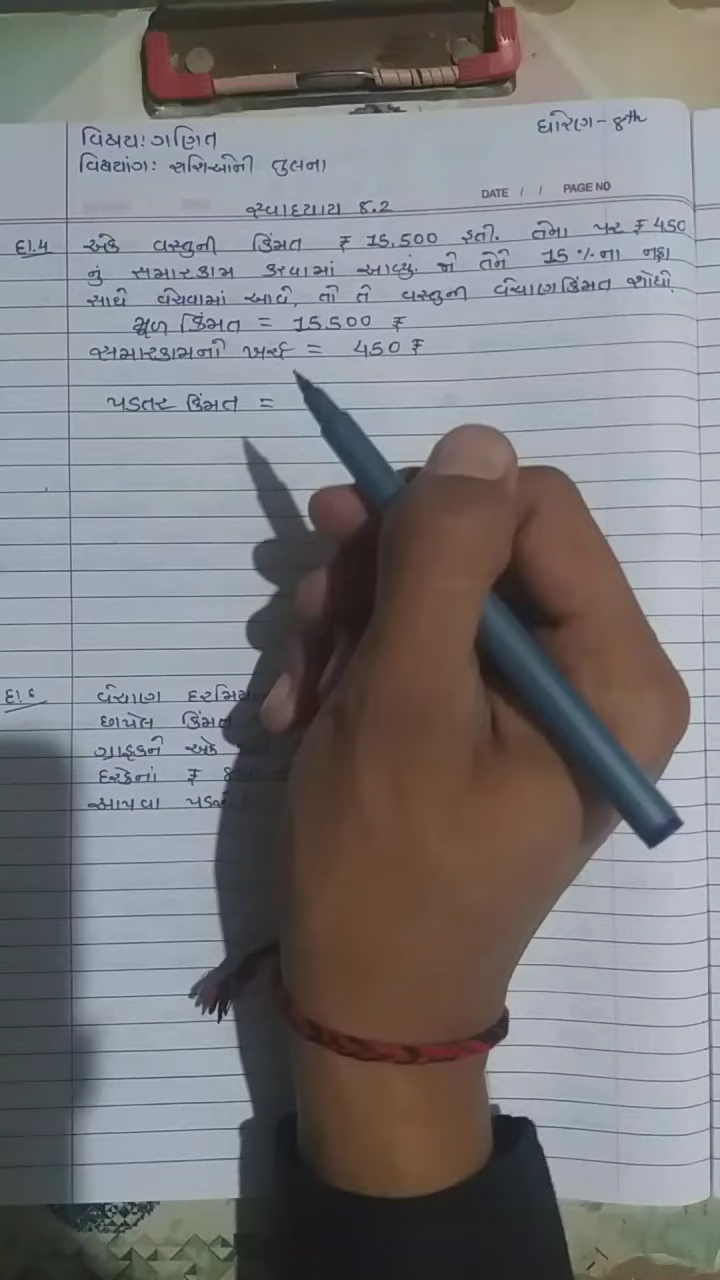 વિષય: ગણિત
ધોરણ - 8th
વિષયાંગ: રાશિઓની તુલના
DATE / / PAGE NO
સ્વાધ્યાય 8.2
દા.4 એક વસ્તુની કિંમત ₹ 15,500 હતી. તેના પર ₹ 450
નું સમારકામ કરવામાં આવ્યું. જો તેને 15 %ના નફા
સાથે વેચવામાં આવે, તો તે વસ્તુની વેચાણકિંમત શોધો.
મૂળ કિંમત = 15,500 ₹
સમારકામનો ખર્ચ = 450 ₹
પડતર કિંમત =
દા.6 વેચાણ
છાપેલ કિંમત
ગ્રાહકને એક
દરેકનાં ₹
આપવા